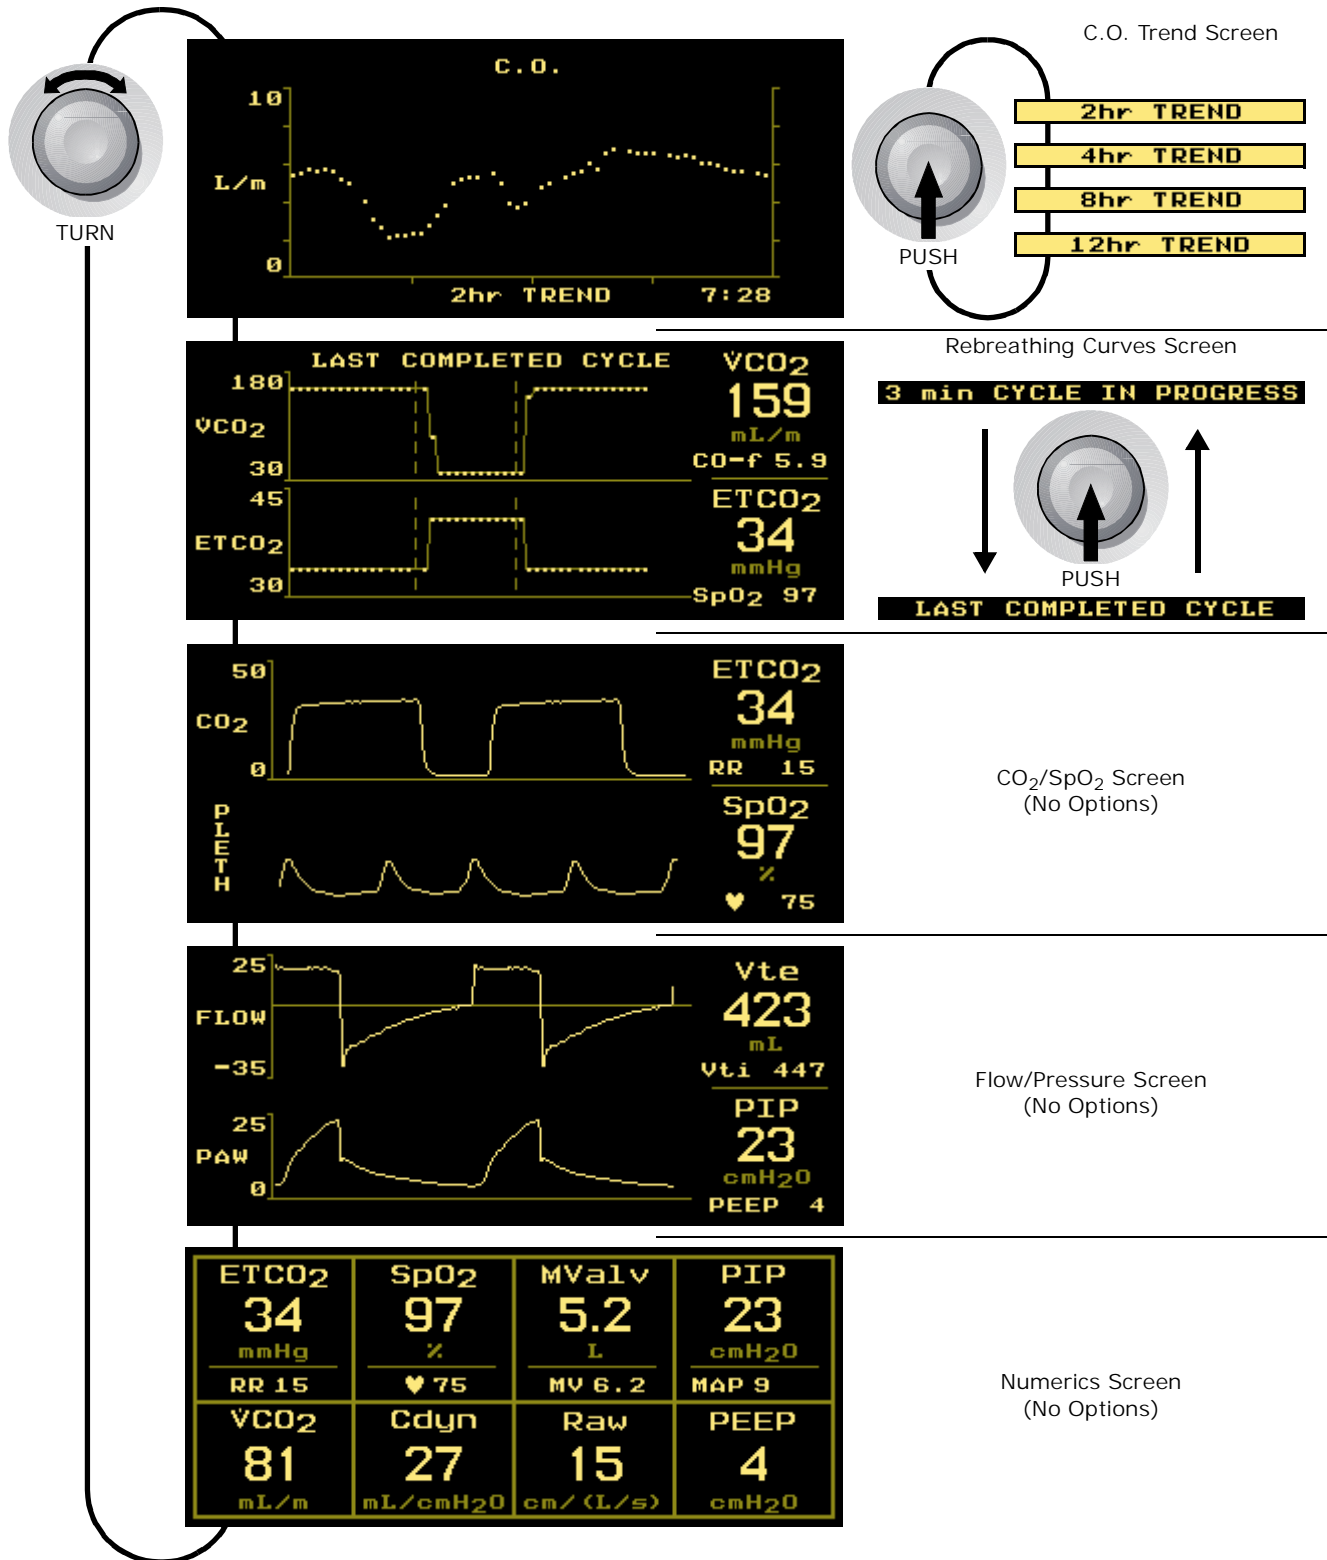 C.O. Trend Screen
TURN
C.O.
10
L/m
0
2hr TREND 7:28
PUSH
2hr TREND
4hr TREND
8hr TREND
12hr TREND
Rebreathing Curves Screen
LAST COMPLETED CYCLE
180
V̇CO2
30
45
ETCO2
30
V̇CO2
159
mL/m
CO-f 5.9
ETCO2
34
mmHg
SpO2 97
3 min CYCLE IN PROGRESS
PUSH
LAST COMPLETED CYCLE
50
CO2
0
PLETH
ETCO2
34
mmHg
RR 15
SpO2
97
%
♥ 75
CO2/SpO2 Screen
(No Options)
25
FLOW
-35
25
PAW
0
Vte
423
mL
Vti 447
PIP
23
cmH2O
PEEP 4
Flow/Pressure Screen
(No Options)
ETCO2 SpO2 MValv PIP
34 97 5.2 23
mmHg % L cmH2O
RR 15 ♥ 75 MV 6.2 MAP 9
V̇CO2 Cdyn Raw PEEP
81 27 15 4
mL/m mL/cmH2O cm/(L/s) cmH2O
Numerics Screen
(No Options)